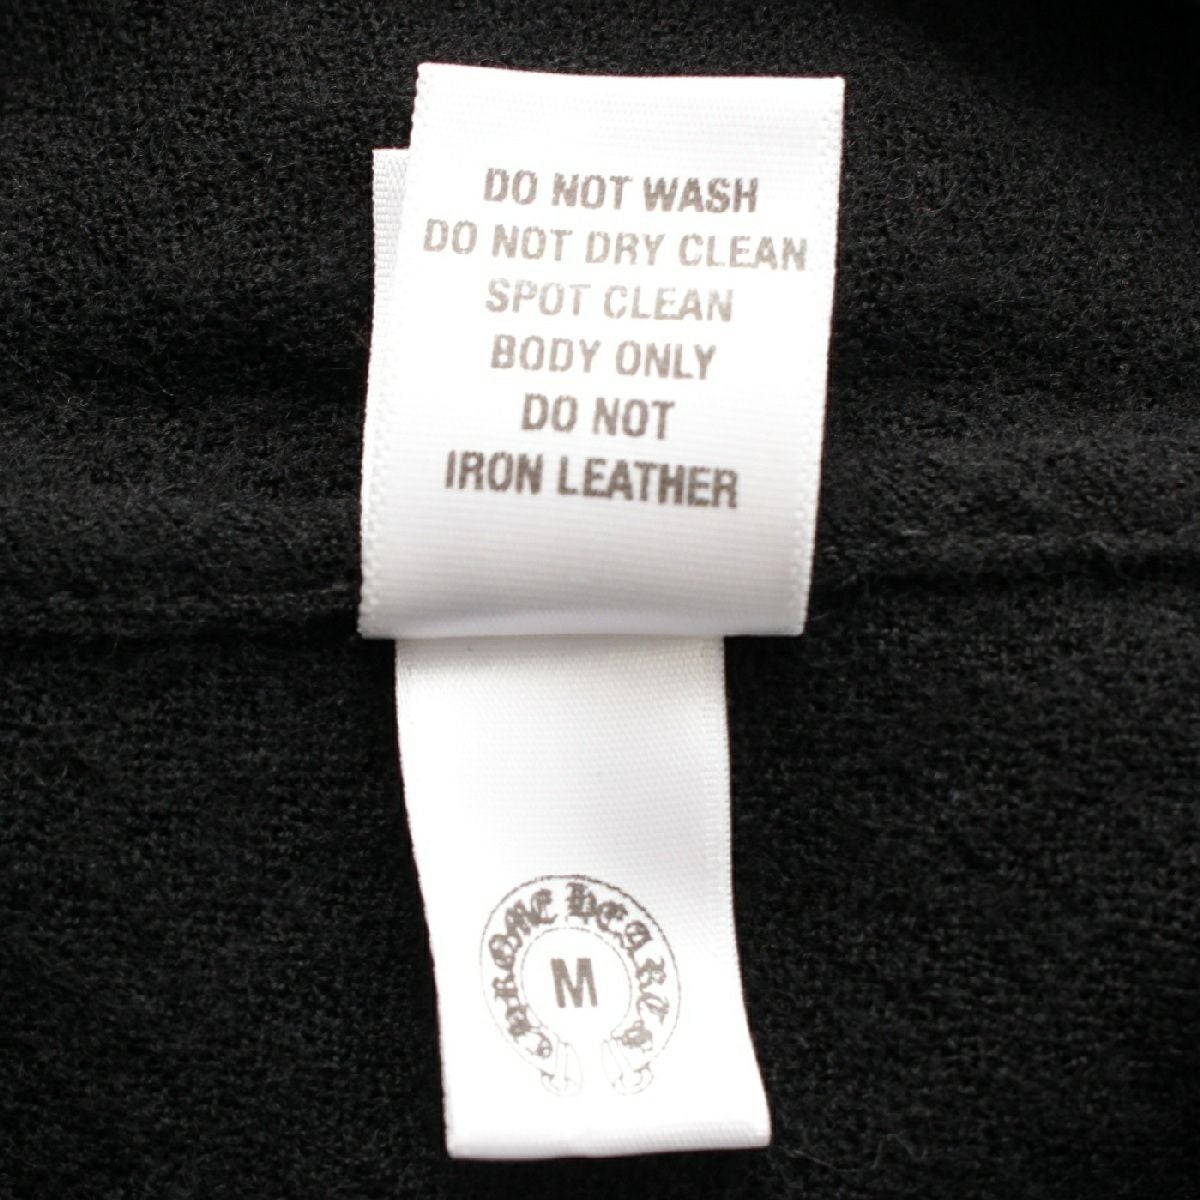 DO NOT WASH
DO NOT DRY CLEAN
SPOT CLEAN
BODY ONLY
DO NOT
IRON LEATHER
CHROME HEARTS
M